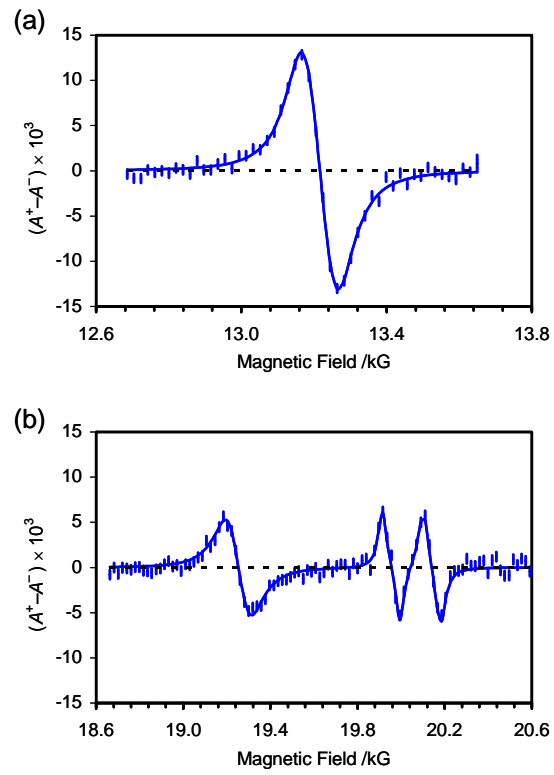 (a)
15
10
5
0
-5
-10
-15
(A⁺–A⁻) × 10³
12.6 13.0 13.4 13.8
Magnetic Field /kG
(b)
15
10
5
0
-5
-10
-15
(A⁺–A⁻) × 10³
18.6 19.0 19.4 19.8 20.2 20.6
Magnetic Field /kG